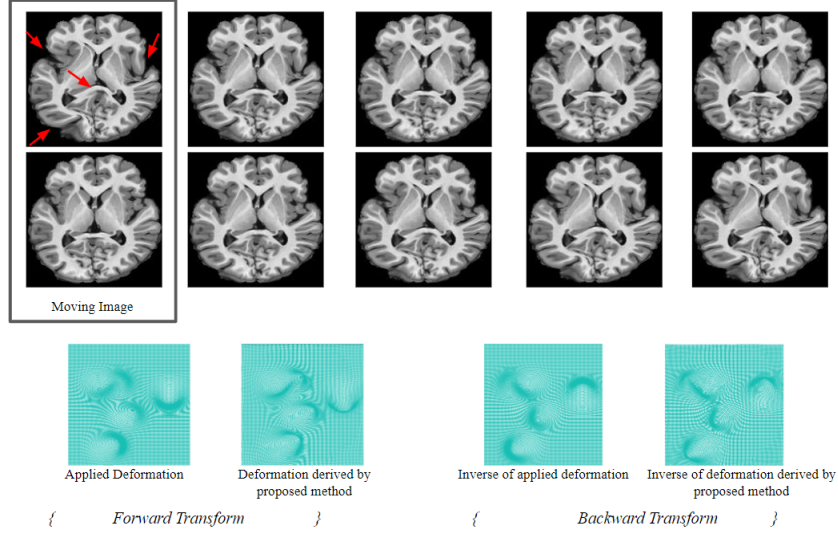 Moving Image
Applied Deformation
Deformation derived by
proposed method
Inverse of applied deformation
Inverse of deformation derived by
proposed method
{ Forward Transform }
{ Backward Transform }